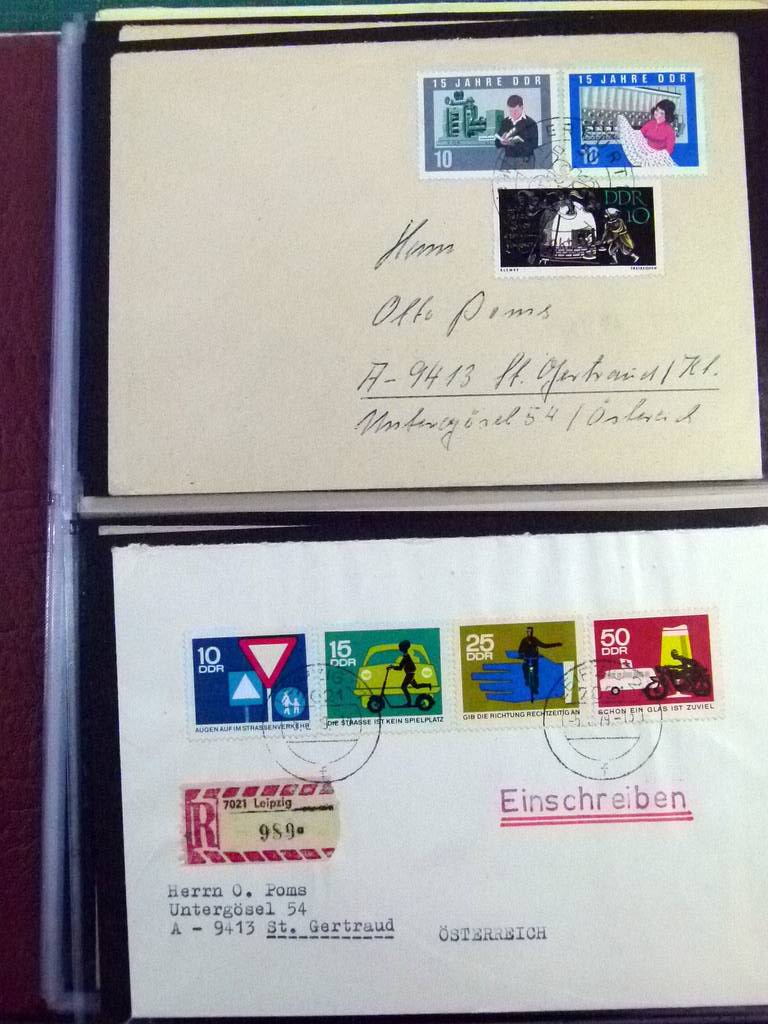 15 JAHRE DDR
10
15 JAHRE DDR
10
ERFURT
DDR
10
Herrn
Otto Poms
A-9413 St. Gertraud/Kt.
Untergösel 54/Österreich
10
DDR
AUGEN AUF IM STRASSENVERKEHR
15
DDR
DIE STRASSE IST KEIN SPIELPLATZ
25
DDR
GIB DIE RICHTUNG RECHTZEITIG AN
50
DDR
SCHON EIN GLAS IST ZUVIEL
f
f
R
7021 Leipzig
989a
Einschreiben
Herrn O. Poms
Untergösel 54
A - 9413 St. Gertraud
ÖSTERREICH